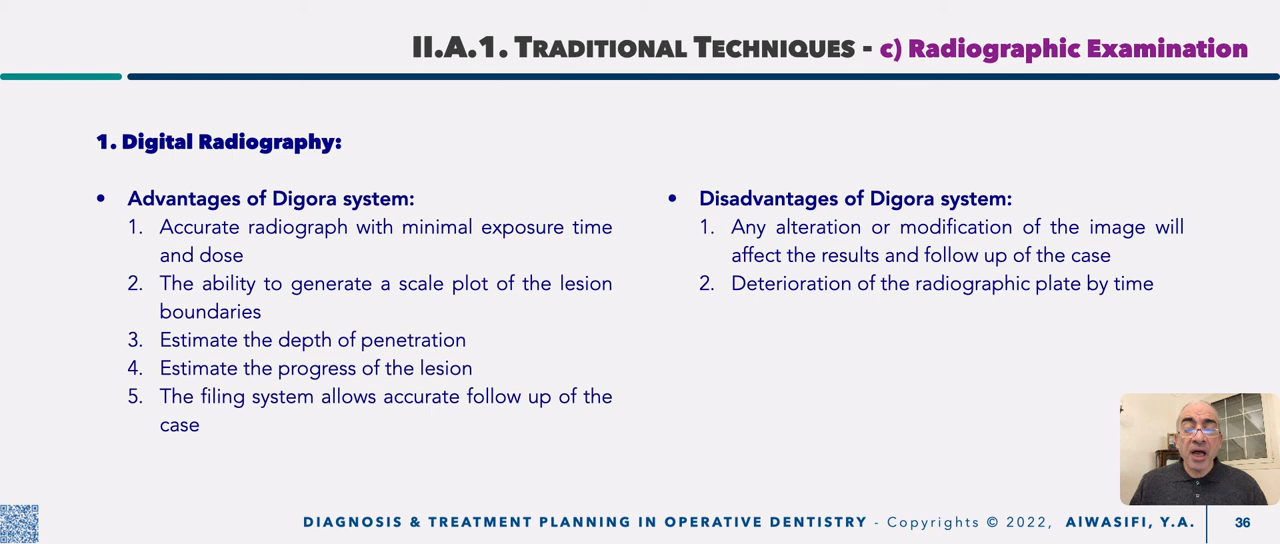 II.A.1. TRADITIONAL TECHNIQUES - c) Radiographic Examination
1. Digital Radiography:
• Advantages of Digora system:
1. Accurate radiograph with minimal exposure time
and dose
2. The ability to generate a scale plot of the lesion
boundaries
3. Estimate the depth of penetration
4. Estimate the progress of the lesion
5. The filing system allows accurate follow up of the
case
• Disadvantages of Digora system:
1. Any alteration or modification of the image will
affect the results and follow up of the case
2. Deterioration of the radiographic plate by time
DIAGNOSIS & TREATMENT PLANNING IN OPERATIVE DENTISTRY - Copyrights © 2022, AlWASIFI, Y.A. 36